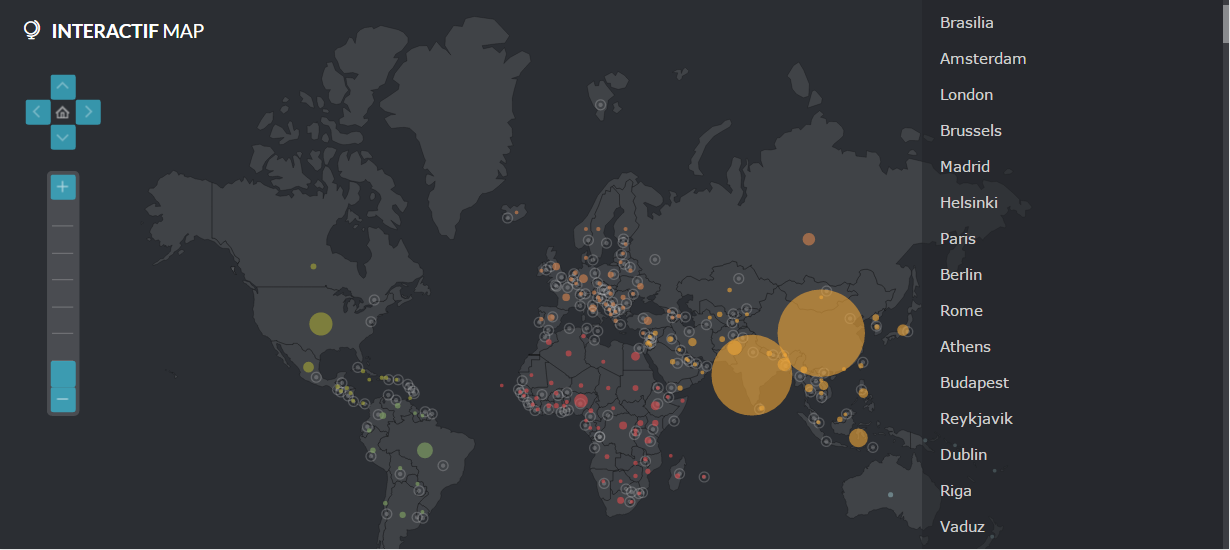 INTERACTIF MAP
Brasilia
Amsterdam
London
Brussels
Madrid
Helsinki
Paris
Berlin
Rome
Athens
Budapest
Reykjavik
Dublin
Riga
Vaduz